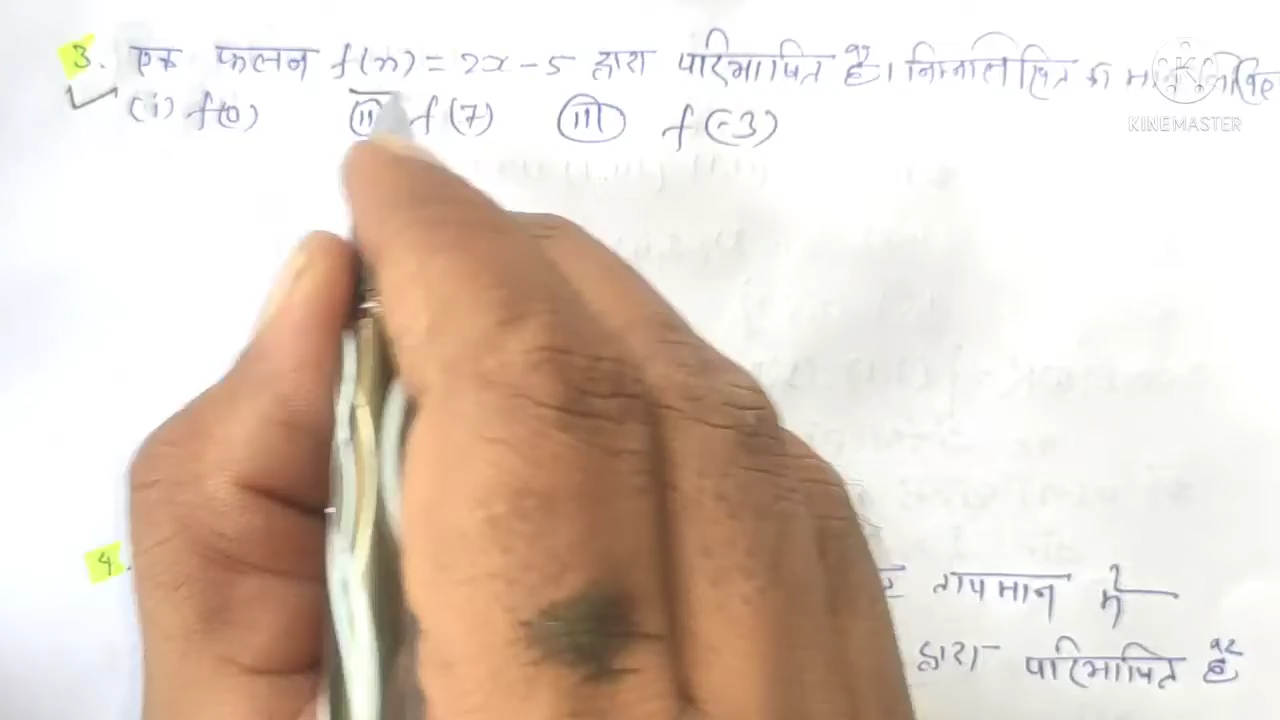 3. एक फलन f(x) = 2x - 5 द्वारा परिभाषित है। निम्नलिखित के मान लिखिए
(i) f(0) (ii) f(7) (iii) f(-3)
KINEMASTER
4. तापमान में
द्वारा परिभाषित है